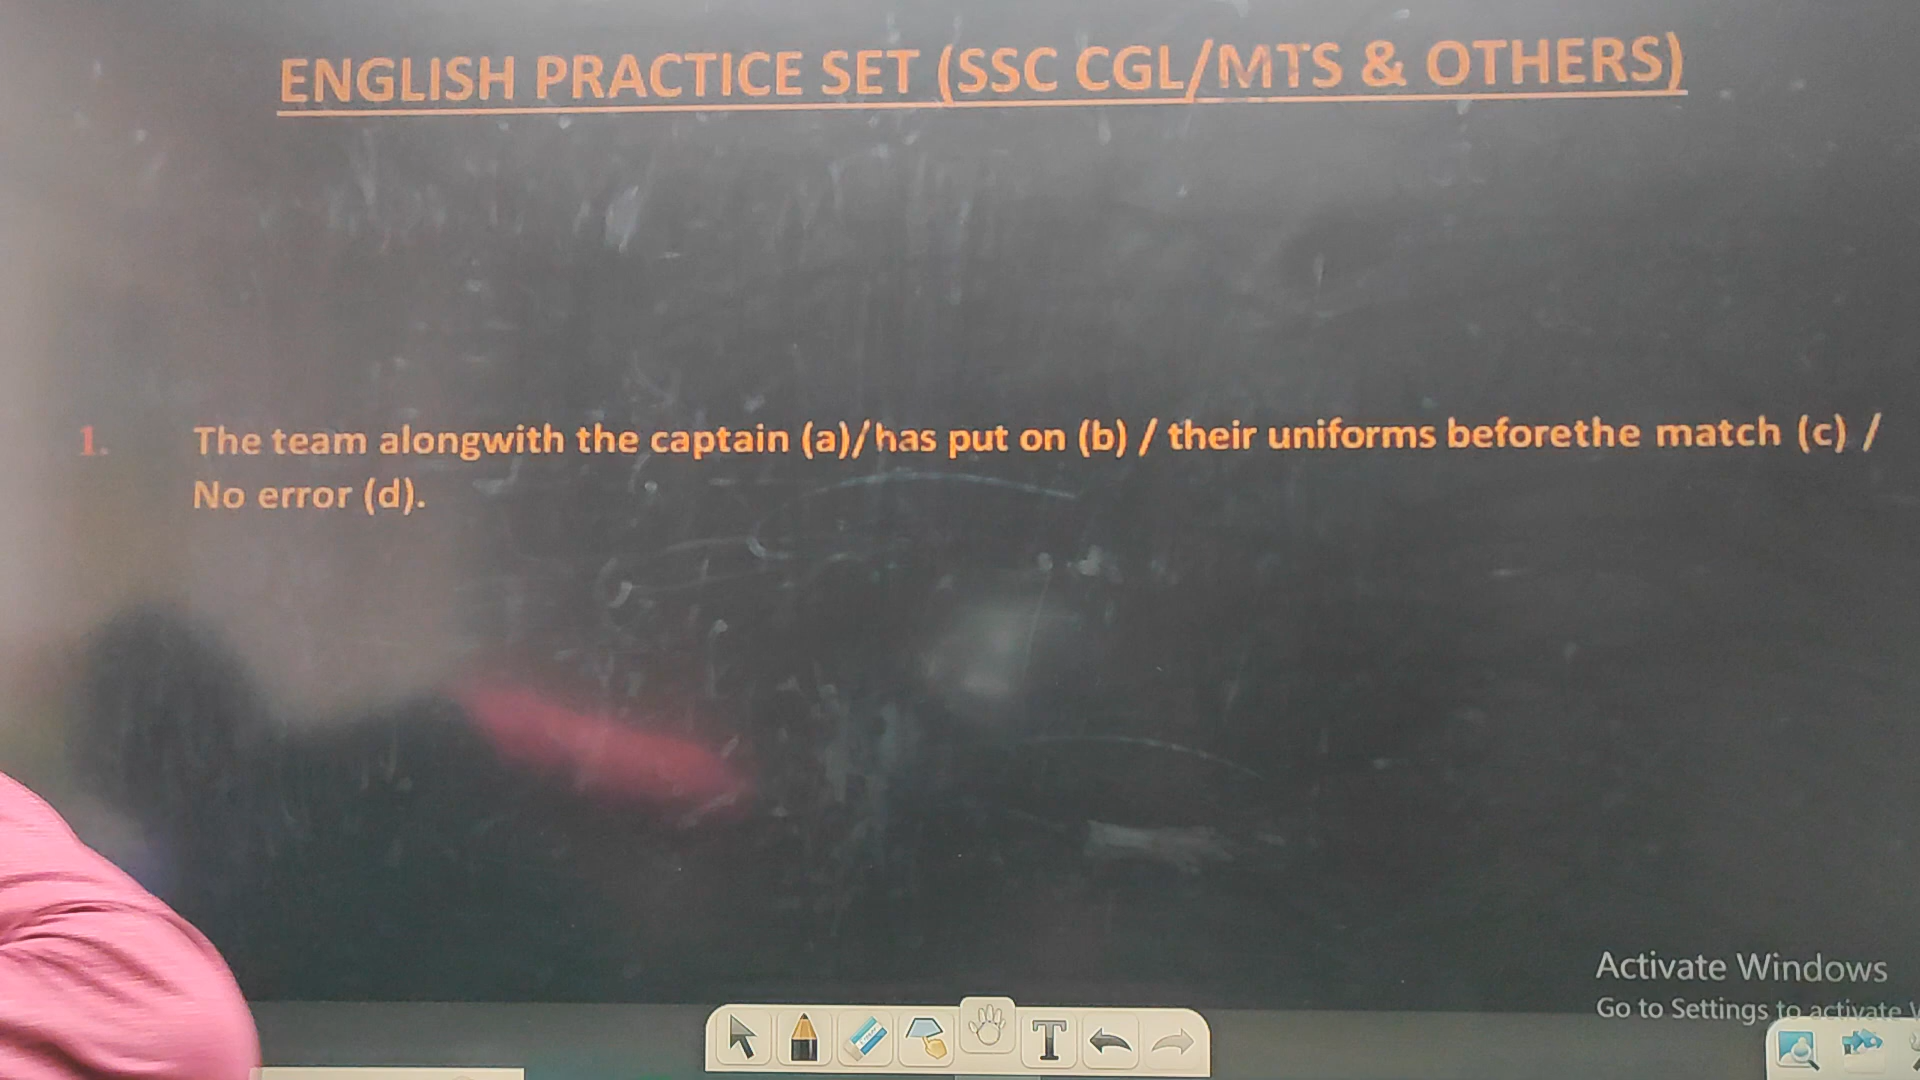 ENGLISH PRACTICE SET (SSC CGL/MTS & OTHERS)
1. The team alongwith the captain (a)/has put on (b) / their uniforms beforethe match (c) /
No error (d).
Activate Windows
Go to Settings to activate
T